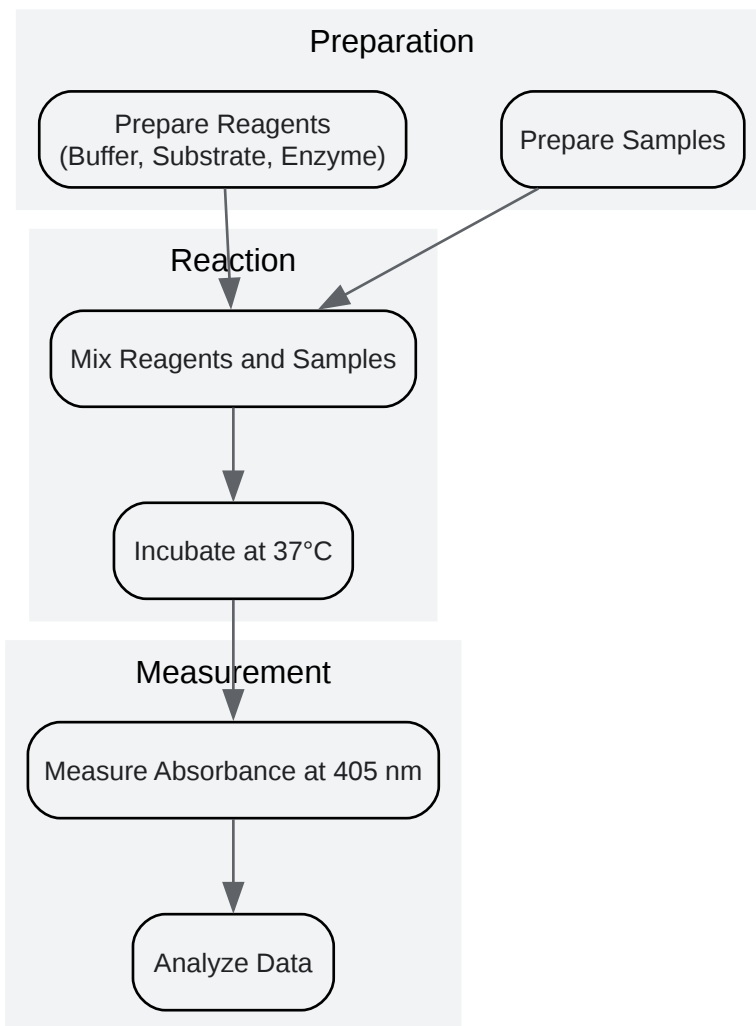 Preparation
Prepare Reagents
(Buffer, Substrate, Enzyme)
Prepare Samples
Reaction
Mix Reagents and Samples
Incubate at 37°C
Measurement
Measure Absorbance at 405 nm
Analyze Data